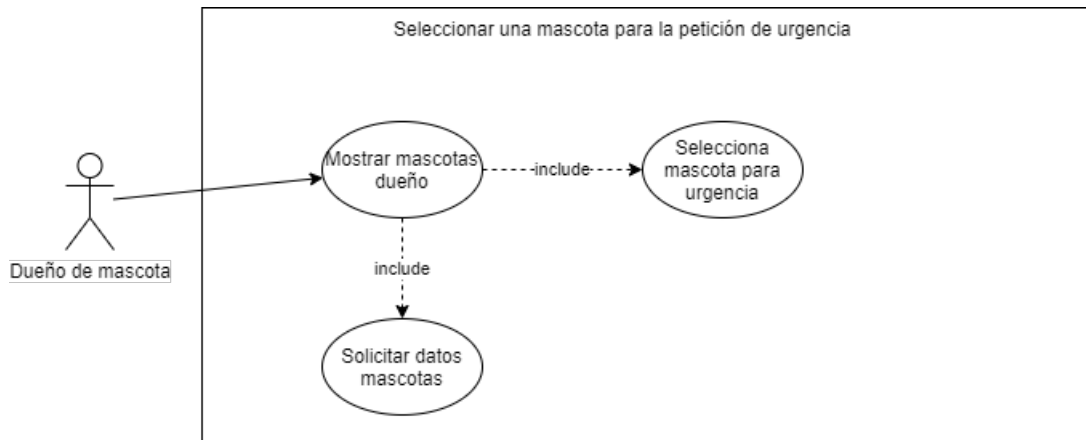 Seleccionar una mascota para la petición de urgencia
Mostrar mascotas
dueño
include
Selecciona
mascota para
urgencia
Dueño de mascota
include
Solicitar datos
mascotas